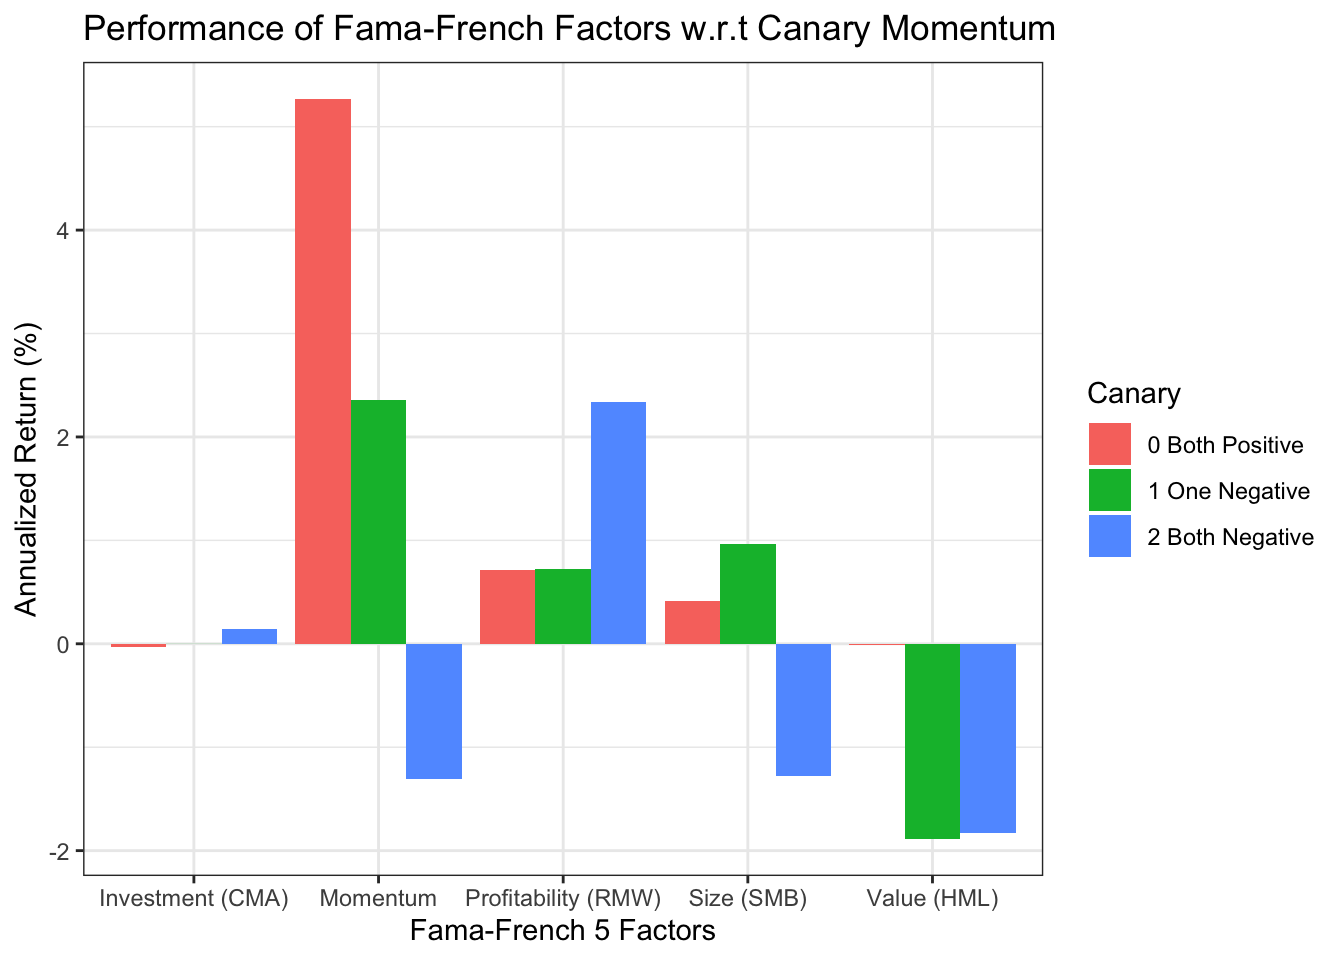 Performance of Fama-French Factors w.r.t Canary Momentum
Annualized Return (%)
4
2
0
-2
Investment (CMA) Momentum Profitability (RMW) Size (SMB) Value (HML)
Fama-French 5 Factors
Canary
0 Both Positive
1 One Negative
2 Both Negative